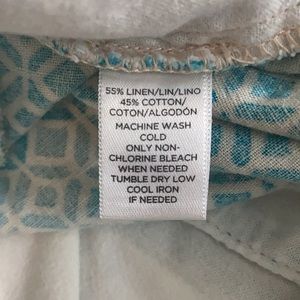 55% LINEN/LIN/LINO
45% COTTON/
COTON/ALGODÓN
MACHINE WASH
COLD
ONLY NON-
CHLORINE BLEACH
WHEN NEEDED
TUMBLE DRY LOW
COOL IRON
IF NEEDED